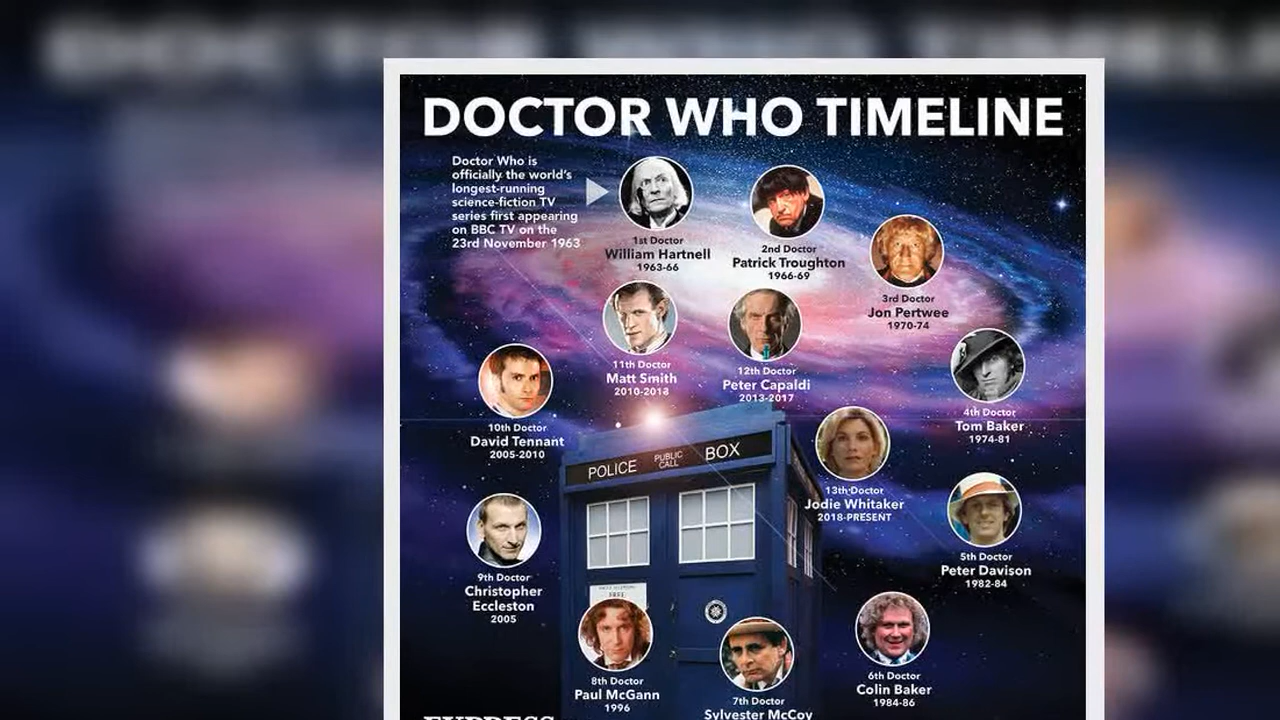 DOCTOR WHO TIMELINE
Doctor Who is
officially the world's
longest-running
science-fiction TV
series first appearing
on BBC TV on the
23rd November 1963
1st Doctor
William Hartnell
1963-66
2nd Doctor
Patrick Troughton
1966-69
3rd Doctor
Jon Pertwee
1970-74
4th Doctor
Tom Baker
1974-81
5th Doctor
Peter Davison
1982-84
6th Doctor
Colin Baker
1984-86
7th Doctor
Sylvester McCoy
8th Doctor
Paul McGann
1996
9th Doctor
Christopher
Eccleston
2005
10th Doctor
David Tennant
2005-2010
11th Doctor
Matt Smith
2010-2013
12th Doctor
Peter Capaldi
2013-2017
13th Doctor
Jodie Whitaker
2018-PRESENT
POLICE PUBLIC CALL BOX
FREE
EXPRESS